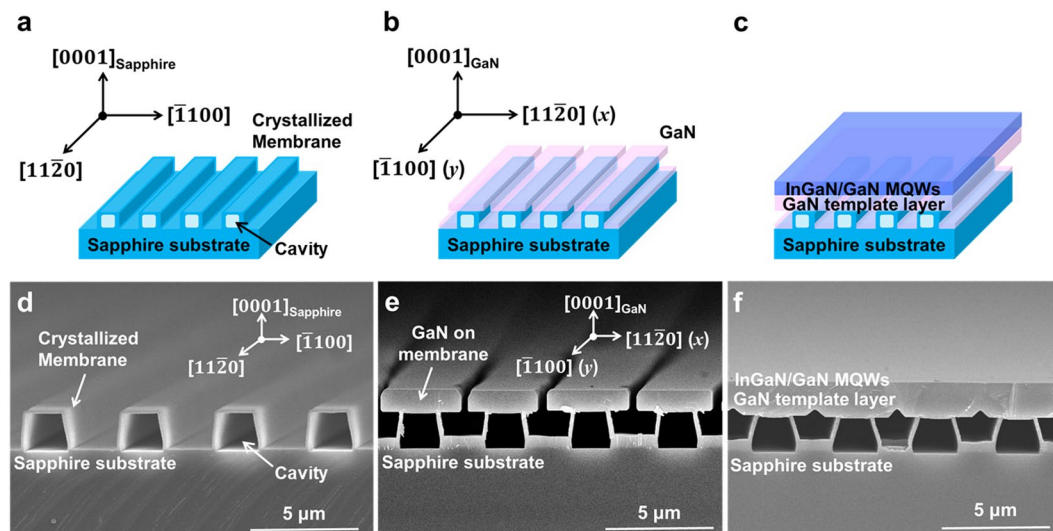 a
[0001]Sapphire
[1̅100]
[112̅0]
Crystallized
Membrane
Sapphire substrate
Cavity
b
[0001]GaN
[112̅0] (x)
[1̅100] (y)
GaN
Sapphire substrate
c
InGaN/GaN MQWs
GaN template layer
Sapphire substrate
d
[0001]Sapphire
[1̅100]
[112̅0]
Crystallized
Membrane
Sapphire substrate
Cavity
5 μm
e
[0001]GaN
[112̅0] (x)
[1̅100] (y)
GaN on
membrane
Sapphire substrate
5 μm
f
InGaN/GaN MQWs
GaN template layer
Sapphire substrate
5 μm